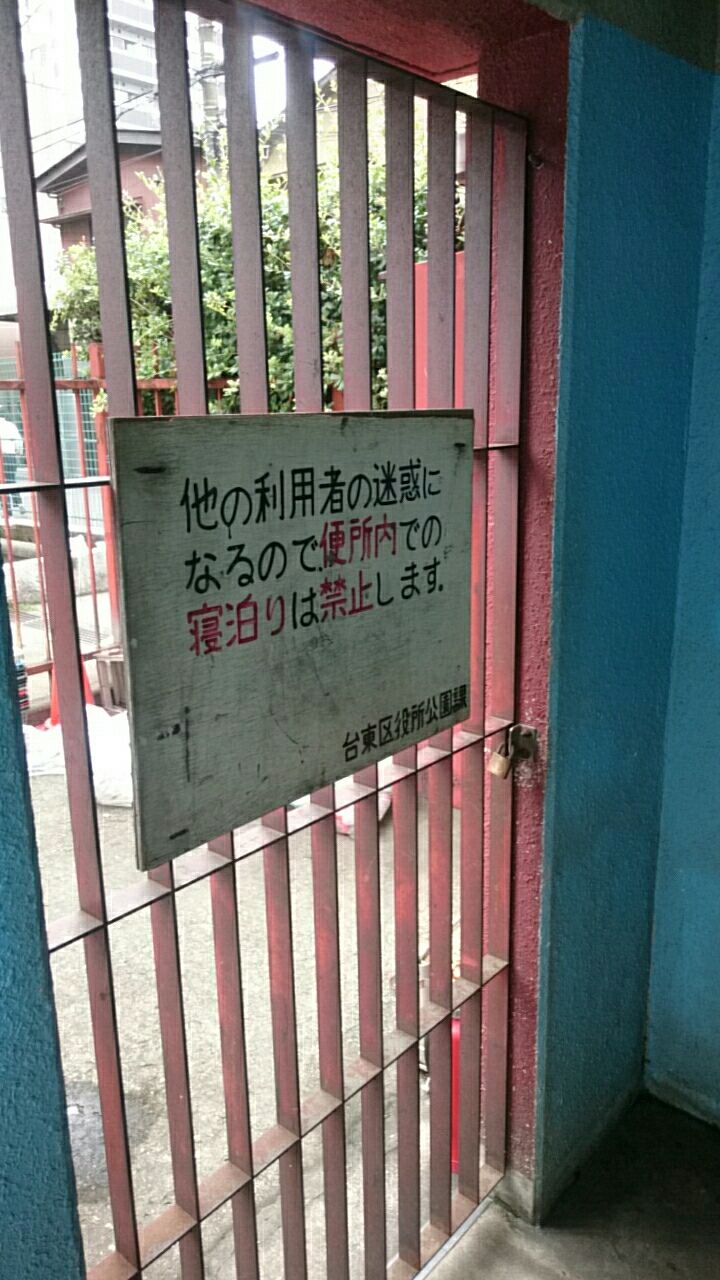 他の利用者の迷惑に
なるので便所内での
寝泊りは禁止します.
台東区役所公園課